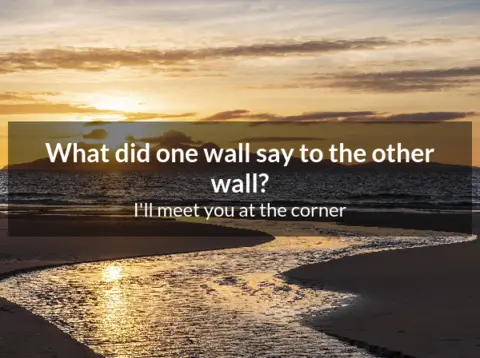 What did one wall say to the other
wall?
I'll meet you at the corner